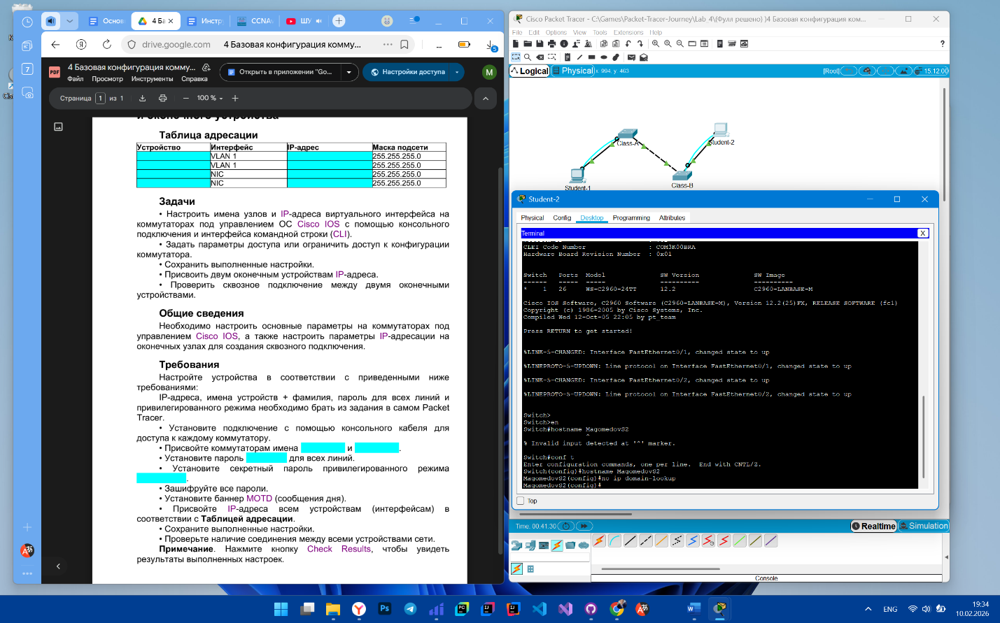 Основ
4 Ба
Инстр
CCNA
ШУ
drive.google.com
4 Базовая конфигурация комму...
5
7
PDF
4 Базовая конфигурация комму...
Файл
Просмотр
Инструменты
Справка
Открыть в приложении "Go...
Настройки доступа
M
Страница 1 из 1
100 %
и оконечного устройства
Таблица адресации
Устройство Интерфейс IP-адрес Маска подсети
VLAN 1 255.255.255.0
VLAN 1 255.255.255.0
NIC 255.255.255.0
NIC 255.255.255.0
Задачи
• Настроить имена узлов и IP-адреса виртуального интерфейса на
коммутаторах под управлением ОС Cisco IOS с помощью консольного
подключения и интерфейса командной строки (CLI).
• Задать параметры доступа или ограничить доступ к конфигурации
коммутатора.
• Сохранить выполненные настройки.
• Присвоить двум оконечным устройствам IP-адреса.
• Проверить сквозное подключение между двумя оконечными
устройствами.
Общие сведения
Необходимо настроить основные параметры на коммутаторах под
управлением Cisco IOS, а также настроить параметры IP-адресации на
оконечных узлах для создания сквозного подключения.
Требования
Настройте устройства в соответствии с приведенными ниже
требованиями:
IP-адреса, имена устройств + фамилия, пароль для всех линий и
привилегированного режима необходимо брать из задания в самом Packet
Tracer.
• Установите подключение с помощью консольного кабеля для
доступа к каждому коммутатору.
• Присвойте коммутаторам имена и .
• Установите пароль для всех линий.
• Установите секретный пароль привилегированного режима
.
• Зашифруйте все пароли.
• Установите баннер MOTD (сообщения дня).
• Присвойте IP-адреса всем устройствам (интерфейсам) в
соответствии с Таблицей адресации.
• Сохраните выполненные настройки.
• Проверьте наличие соединения между всеми устройствами сети.
Примечание. Нажмите кнопку Check Results, чтобы увидеть
результаты выполненных настроек.
Cisco Packet Tracer - C:\Games\Packet-Tracer-Journey\Lab_4\(Фулл решено) )4 Базовая конфигурация ком...
File Edit Options View Tools Extensions Help
Logical
Physical
x: 994, y: 463
[Root]
15.12.00
Class-A
Student-2
Class-B
Student-1
Student-2
Physical Config Desktop Programming Attributes
Terminal
X
CLEI Code Number : COM3K00BRA
Hardware Board Revision Number : 0x01
Switch Ports Model SW Version SW Image
------ ----- ----- ---------- ----------
* 1 26 WS-C2960-24TT 12.2 C2960-LANBASE-M
Cisco IOS Software, C2960 Software (C2960-LANBASE-M), Version 12.2(25)FX, RELEASE SOFTWARE (fc1)
Copyright (c) 1986-2005 by Cisco Systems, Inc.
Compiled Wed 12-Oct-05 22:05 by pt_team
Press RETURN to get started!
%LINK-5-CHANGED: Interface FastEthernet0/1, changed state to up
%LINEPROTO-5-UPDOWN: Line protocol on Interface FastEthernet0/1, changed state to up
%LINK-5-CHANGED: Interface FastEthernet0/2, changed state to up
%LINEPROTO-5-UPDOWN: Line protocol on Interface FastEthernet0/2, changed state to up
Switch>
Switch>en
Switch#hostname MagomedovS2
^
% Invalid input detected at '^' marker.
Switch#conf t
Enter configuration commands, one per line. End with CNTL/Z.
Switch(config)#hostname MagomedovS2
MagomedovS2(config)#no ip domain-lookup
MagomedovS2(config)#
Top
Time: 00:41:30
Realtime
Simulation
Console
ENG
19:34
10.02.2026